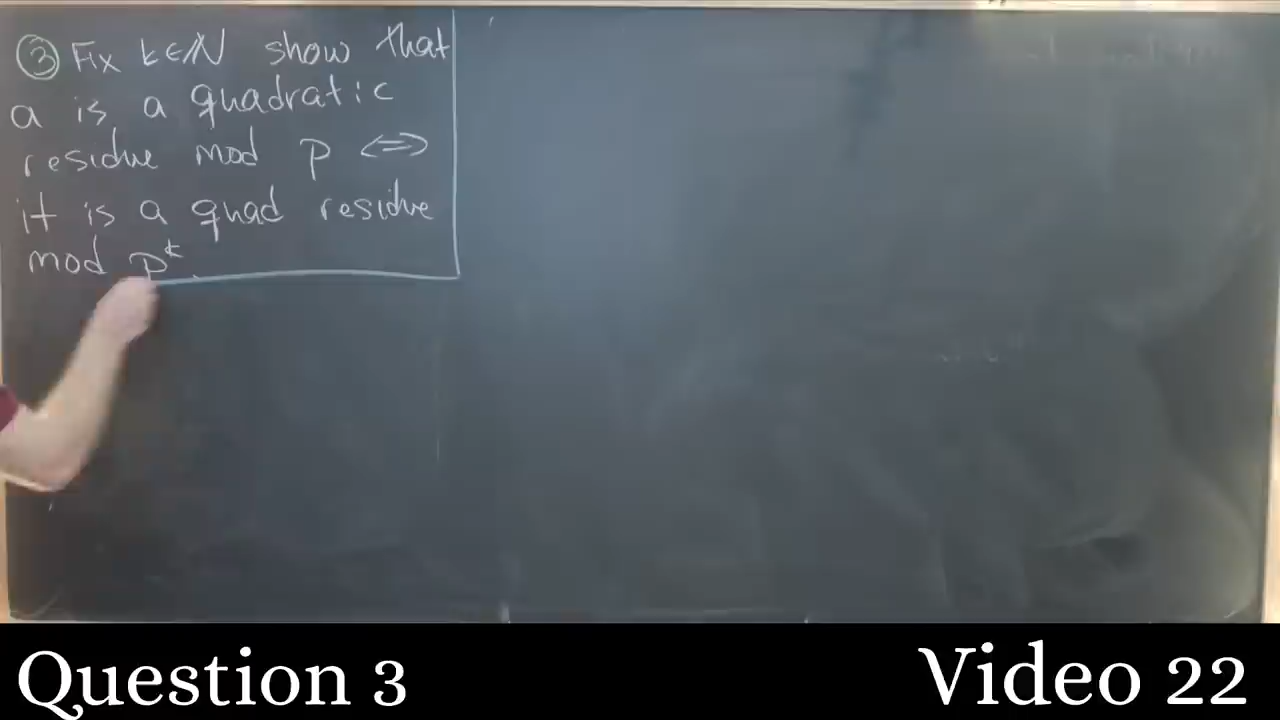 ③ Fix k∈ℕ show that
a is a quadratic
residue mod p ⟺
it is a quad residue
mod p^k.
Question 3
Video 22